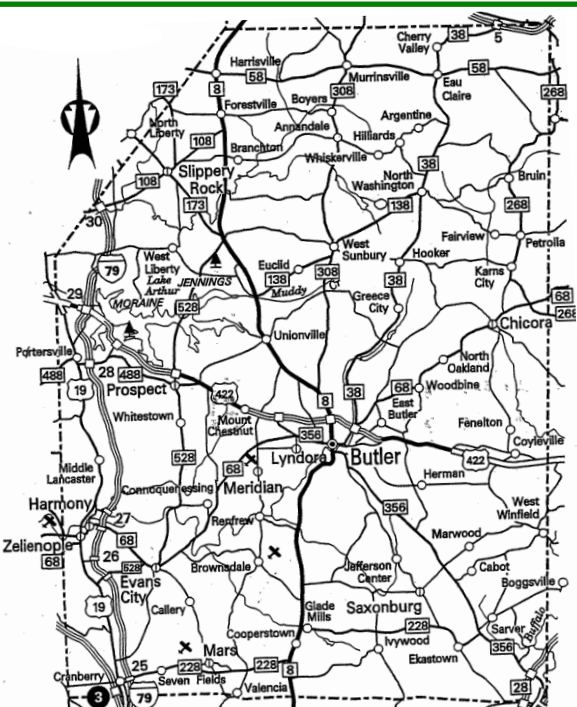 Cherry
Valley
38
5
Harrisville
58
Murrinsville
58
Eau
Claire
173
8
308
268
Forestville
Boyers
Argentine
North
Liberty
Annandale
Hilliards
108
Branchton
Whiskerville
38
Slippery
Rock
108
North
Washington
Bruin
173
138
268
30
West
Liberty
West
Sunbury
Fairview
Petrolia
Hooker
79
Lake
Arthur
JENNINGS
Euclid
138
308
Muddy
C
38
Karns
City
29
MORAINE
528
Greece
City
68
268
Chicora
Unionville
Portersville
488
28
488
North
Oakland
19
Prospect
422
8
38
68
Woodbine
East
Butler
Whitestown
Mount
Chestnut
356
Fenelton
Coyleville
Lyndora
Butler
422
528
68
Middle
Lancaster
Meridian
Herman
Connoquenessing
356
West
Winfield
Harmony
27
Renfrew
Zelienople
68
68
Marwood
26
528
Evans
City
Brownsdale
Jefferson
Center
Cabot
Boggsville
19
Callery
Saxonburg
Glade
Mills
228
Sarver
Buffalo
Cooperstown
Ivywood
356
Mars
Ekastown
25
228
228
8
Cranberry
Seven Fields
28
3
79
Valencia